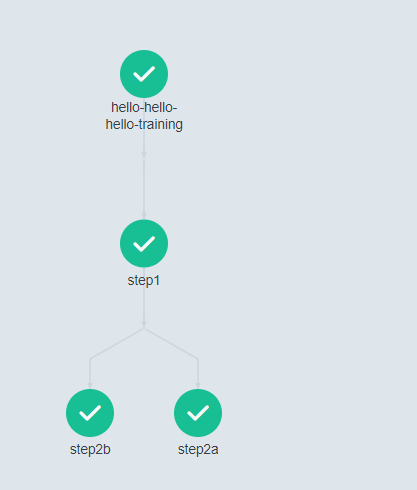 hello-hello-
hello-training
step1
step2b
step2a